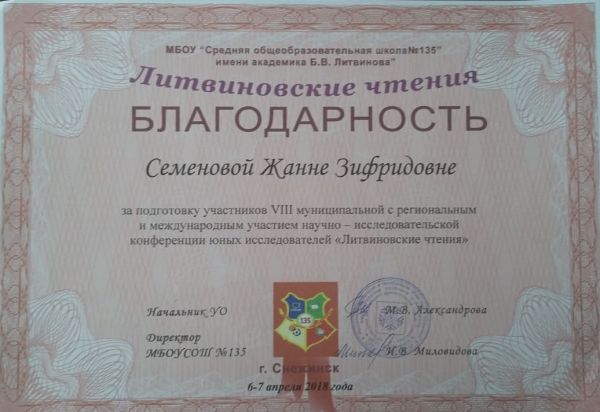 МБОУ "Средняя общеобразовательная школа№135"
имени академика Б.В. Литвинова"
Литвиновские чтения
БЛАГОДАРНОСТЬ
Семеновой Жанне Зифридовне
за подготовку участников VIII муниципальной с региональным
и международным участием научно – исследовательской
конференции юных исследователей «Литвиновские чтения»
Начальник УО
М.В. Александрова
135
Директор
МБОУСОШ №135
И.В. Миловидова
г. Снежинск
6-7 апреля 2018 года